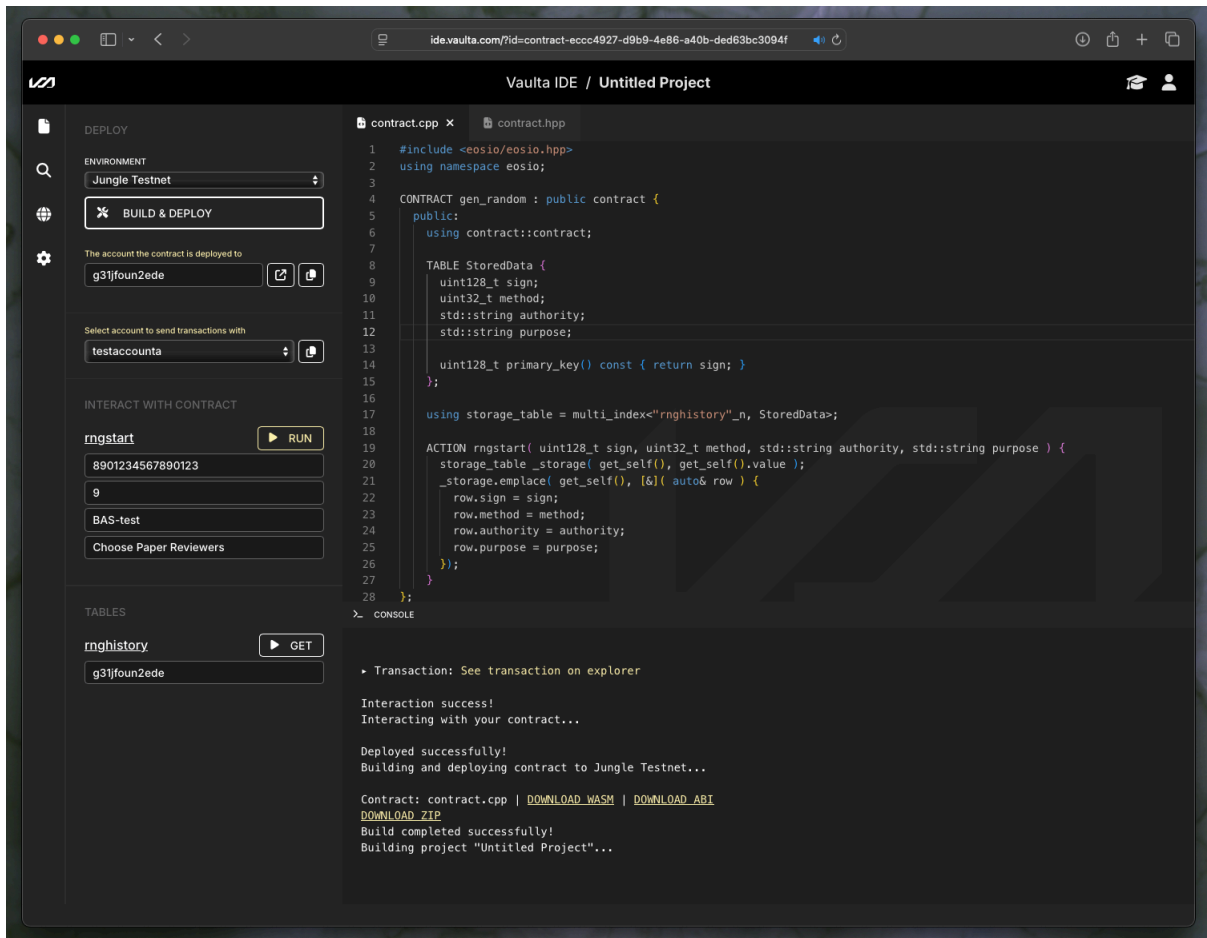 ide.vaulta.com/?id=contract-eccc4927-d9b9-4e86-a40b-ded63bc3094f
Vaulta IDE / Untitled Project
DEPLOY
ENVIRONMENT
Jungle Testnet
BUILD & DEPLOY
The account the contract is deployed to
g31jfoun2ede
Select account to send transactions with
testaccounta
INTERACT WITH CONTRACT
rngstart
RUN
8901234567890123
9
BAS-test
Choose Paper Reviewers
TABLES
rnghistory
GET
g31jfoun2ede
contract.cpp ×
contract.hpp
1 #include <eosio/eosio.hpp>
2 using namespace eosio;
3
4 CONTRACT gen_random : public contract {
5 public:
6 using contract::contract;
7
8 TABLE StoredData {
9 uint128_t sign;
10 uint32_t method;
11 std::string authority;
12 std::string purpose;
13
14 uint128_t primary_key() const { return sign; }
15 };
16
17 using storage_table = multi_index<"rnghistory"_n, StoredData>;
18
19 ACTION rngstart( uint128_t sign, uint32_t method, std::string authority, std::string purpose ) {
20 storage_table _storage( get_self(), get_self().value );
21 _storage.emplace( get_self(), [&]( auto& row ) {
22 row.sign = sign;
23 row.method = method;
24 row.authority = authority;
25 row.purpose = purpose;
26 });
27 }
28 };
>_ CONSOLE
▸ Transaction: See transaction on explorer
Interaction success!
Interacting with your contract...
Deployed successfully!
Building and deploying contract to Jungle Testnet...
Contract: contract.cpp | DOWNLOAD WASM | DOWNLOAD ABI
DOWNLOAD ZIP
Build completed successfully!
Building project "Untitled Project"...